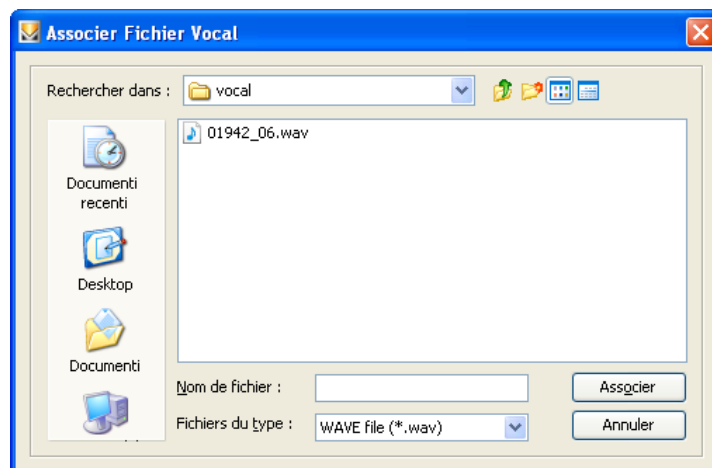 Associer Fichier Vocal
Rechercher dans :
vocal
01942_06.wav
Documenti
recenti
Desktop
Documenti
Nom de fichier :
Associer
Fichiers du type :
WAVE file (*.wav)
Annuler